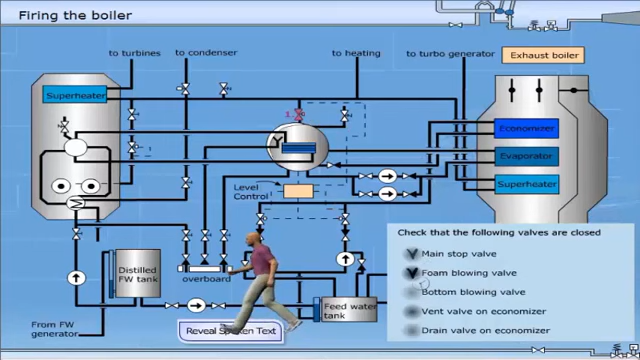 Firing the boiler
to turbines
to condenser
to heating
to turbo generator
Exhaust boiler
Superheater
1.
Economizer
Evaporator
Superheater
Level
Control
Check that the following valves are closed
Main stop valve
Foam blowing valve
Bottom blowing valve
Vent valve on economizer
Drain valve on economizer
Distilled
FW tank
overboard
Feed water
tank
From FW
generator
Reveal Spoken Text